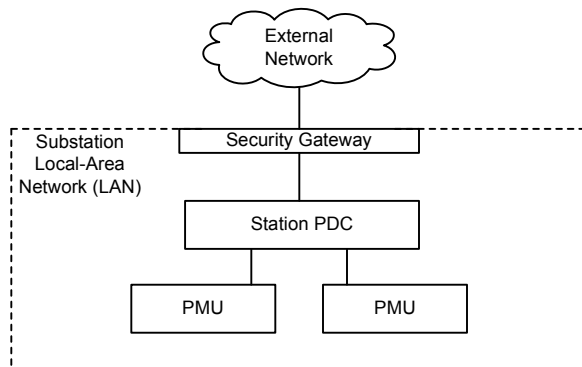 External
Network
Substation
Local-Area
Network (LAN)
Security Gateway
Station PDC
PMU
PMU